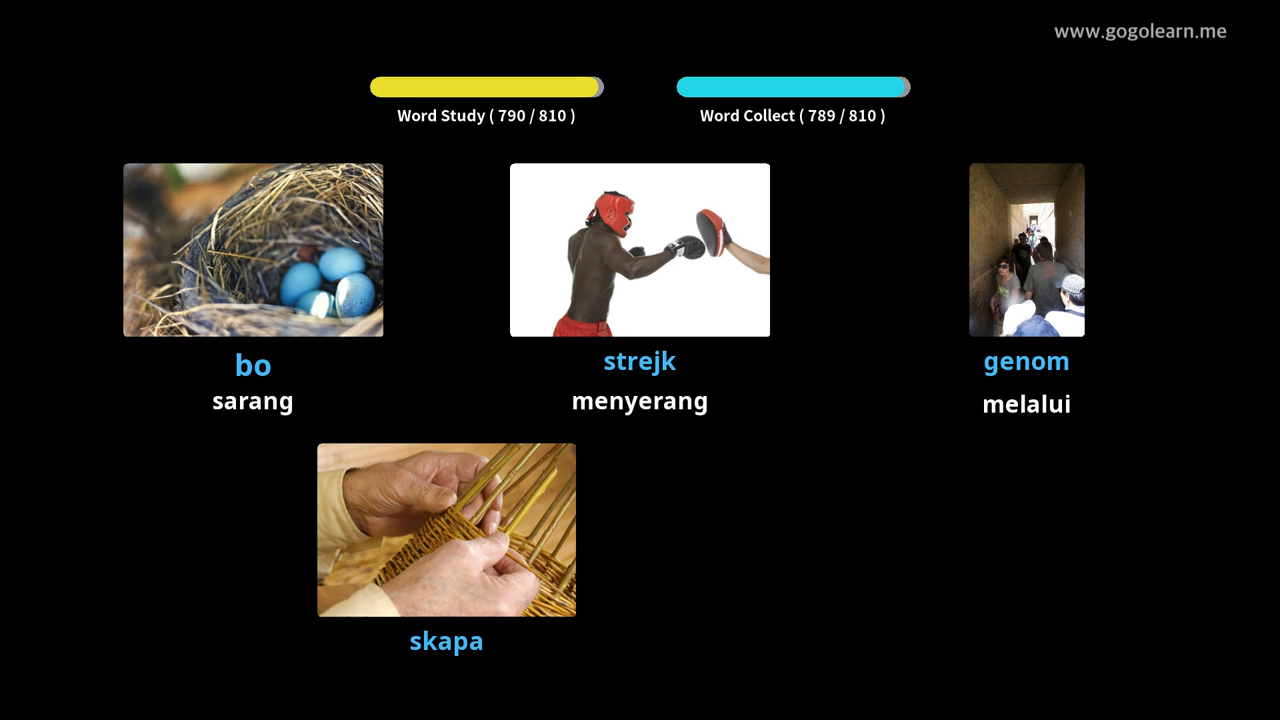 www.gogolearn.me
Word Study ( 790 / 810 )
Word Collect ( 789 / 810 )
bo
sarang
strejk
menyerang
genom
melalui
skapa